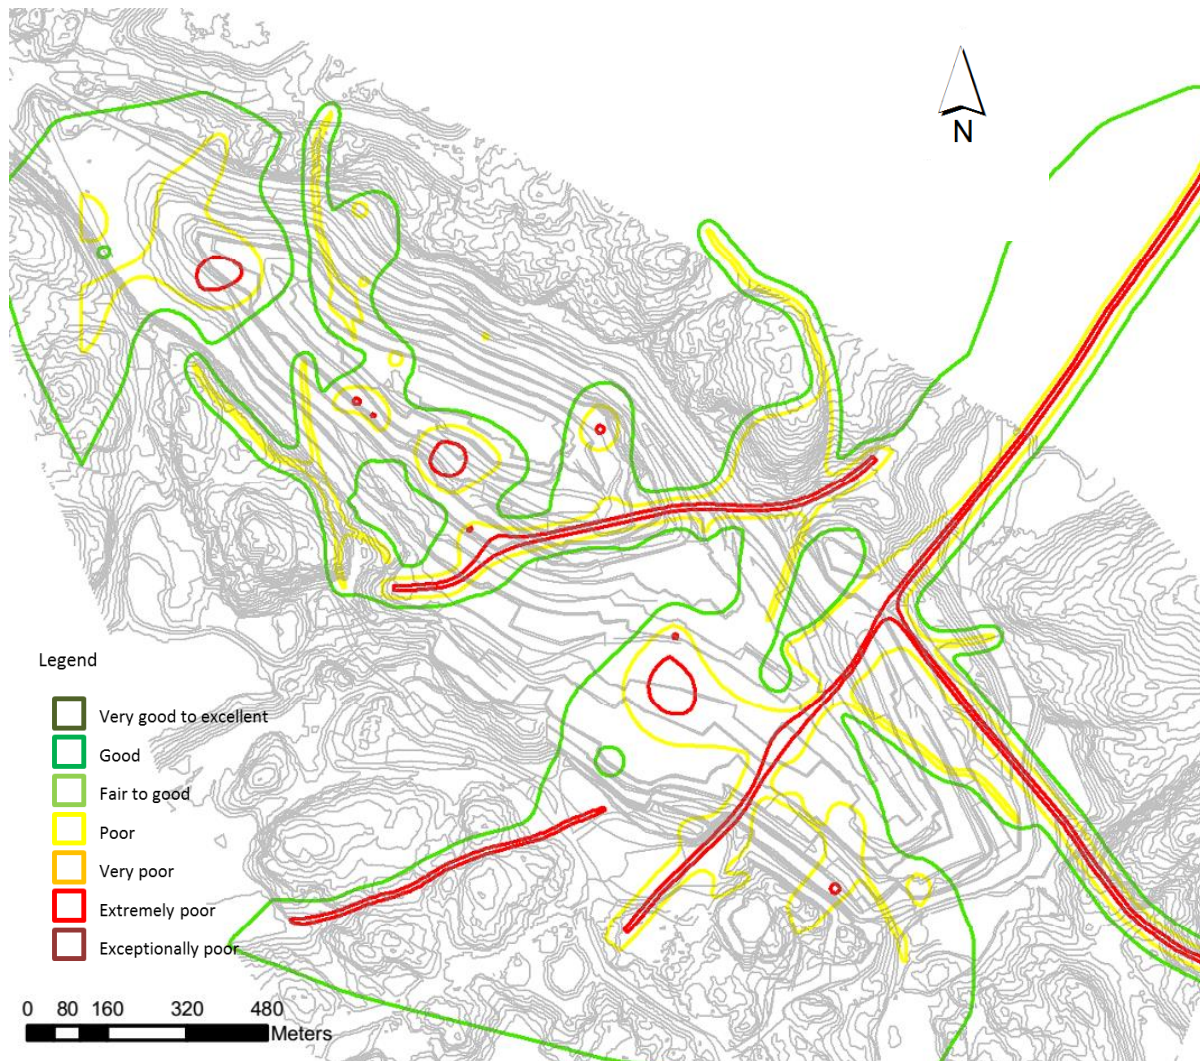 N
Legend
Very good to excellent
Good
Fair to good
Poor
Very poor
Extremely poor
Exceptionally poor
0 80 160 320 480
Meters